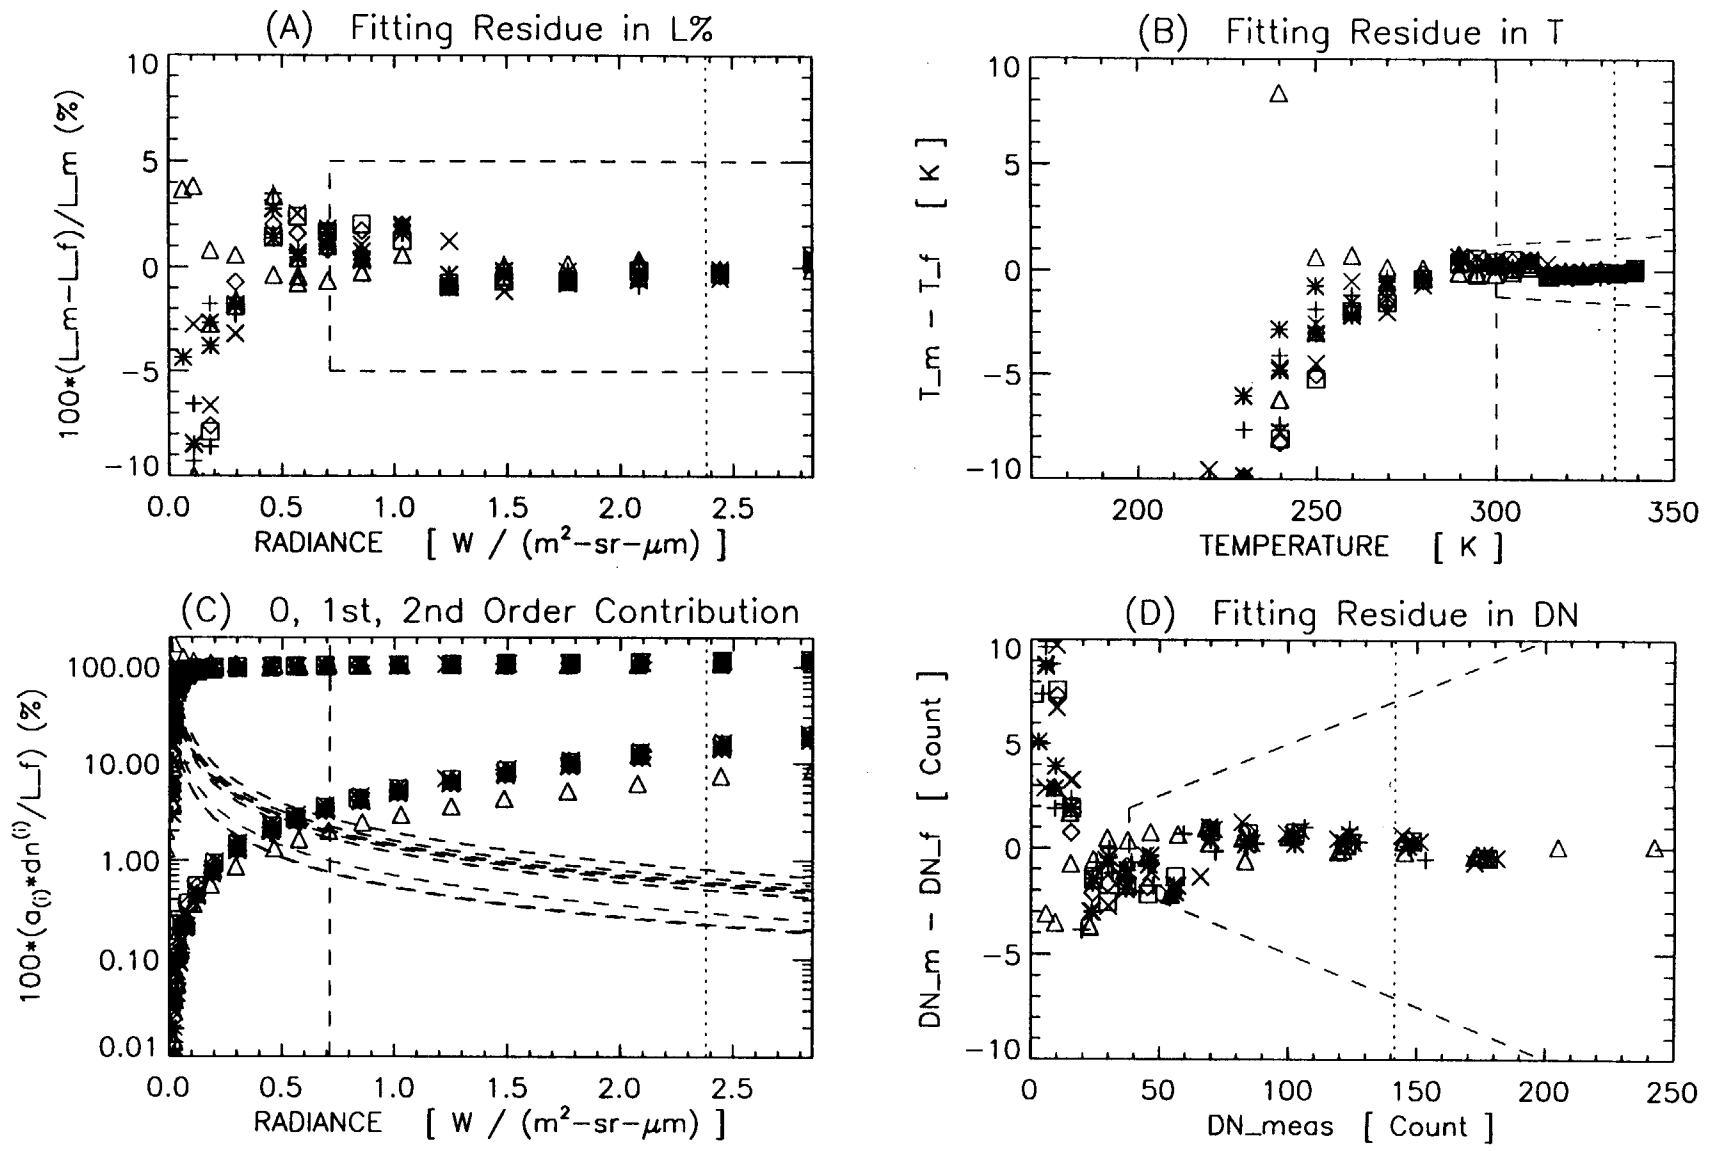 (A) Fitting Residue in L%
100*(L_m-L_f)/L_m (%)
10
5
0
-5
-10
0.0 0.5 1.0 1.5 2.0 2.5
RADIANCE [ W / (m²-sr-μm) ]
(B) Fitting Residue in T
T_m - T_f [ K ]
10
5
0
-5
-10
200 250 300 350
TEMPERATURE [ K ]
(C) 0, 1st, 2nd Order Contribution
100*(a(i)*dn(i)/L_f) (%)
100.00
10.00
1.00
0.10
0.01
0.0 0.5 1.0 1.5 2.0 2.5
RADIANCE [ W / (m²-sr-μm) ]
(D) Fitting Residue in DN
DN_m - DN_f [ Count ]
10
5
0
-5
-10
0 50 100 150 200 250
DN_meas [ Count ]